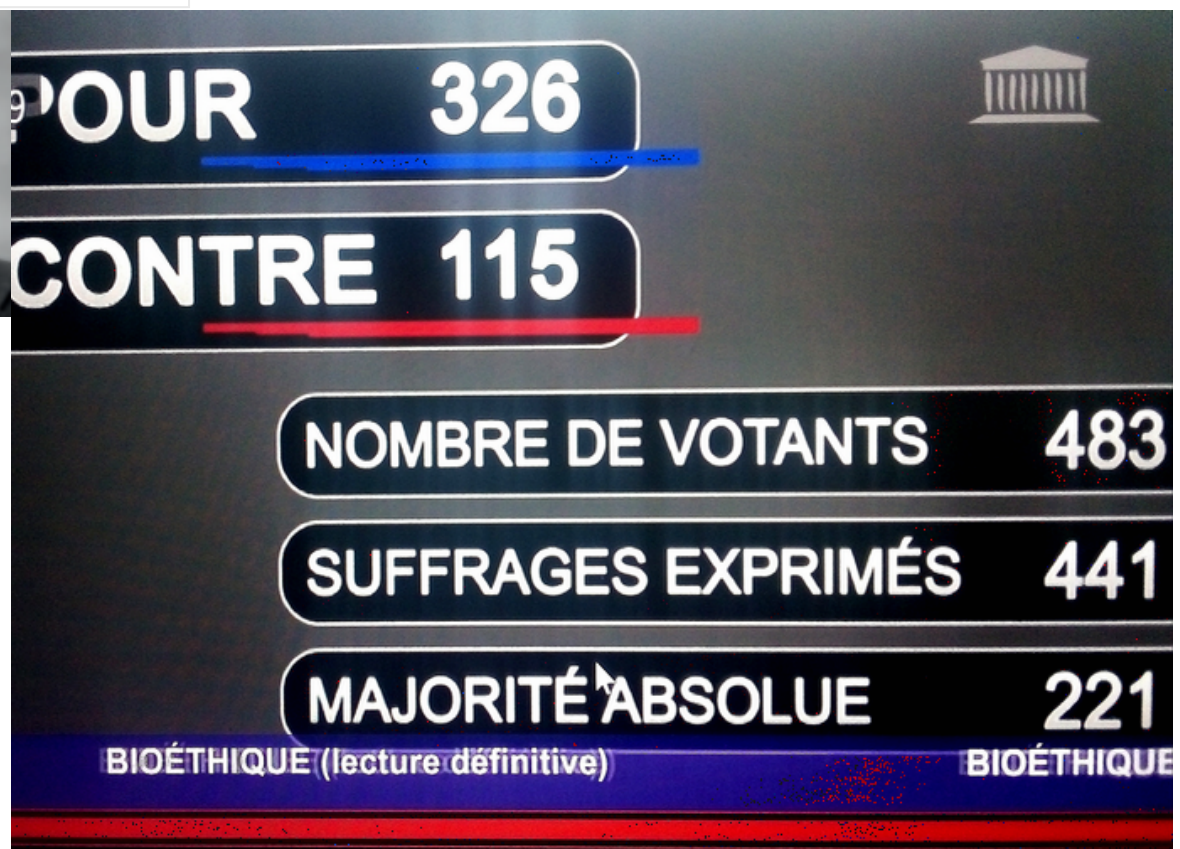 POUR 326
CONTRE 115
NOMBRE DE VOTANTS 483
SUFFRAGES EXPRIMÉS 441
MAJORITÉ ABSOLUE 221
BIOÉTHIQUE (lecture définitive) BIOÉTHIQUE